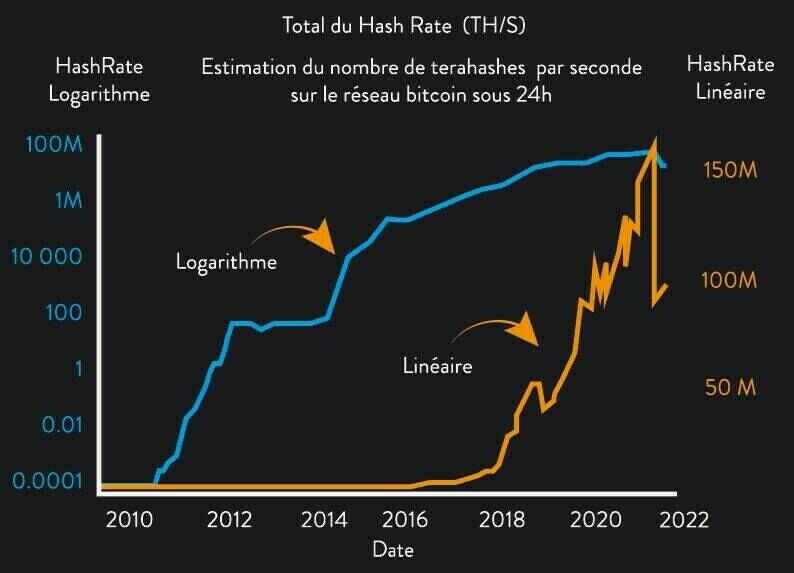 Total du Hash Rate (TH/S)
HashRate
Logarithme
Estimation du nombre de terahashes par seconde
sur le réseau bitcoin sous 24h
HashRate
Linéaire
100M
1M
10 000
100
1
0.01
0.0001
150M
100M
50 M
Logarithme
Linéaire
2010 2012 2014 2016 2018 2020 2022
Date